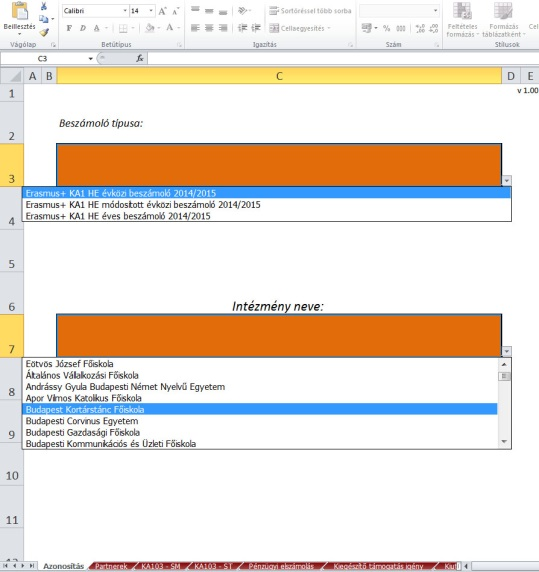 Beillesztés
Calibri 14 A A
F D A A
Sortöréssel több sorba
Cellaegyesítés
% 000
Feltételes formázás
Formázás táblázatként
Cel
Vágólap Betűtípus Igazítás Szám Stílusok
C3 fx
A B C D E
1 v 1.00
2 Beszámoló típusa:
3
Erasmus+ KA1 HE évközi beszámoló 2014/2015
Erasmus+ KA1 HE módosított évközi beszámoló 2014/2015
4
Erasmus+ KA1 HE éves beszámoló 2014/2015
5
6 Intézmény neve:
7
Eötvös József Főiskola
Általános Vállalkozási Főiskola
Andrássy Gyula Budapesti Német Nyelvű Egyetem
8
Apor Vilmos Katolikus Főiskola
Budapest Kortárstánc Főiskola
Budapesti Corvinus Egyetem
9
Budapesti Gazdasági Főiskola
Budapesti Kommunikációs és Üzleti Főiskola
10
11
Azonosítás Partnerek KA103 - SM KA103 - ST Pénzügyi elszámolás Kiegészítő támogatás igény